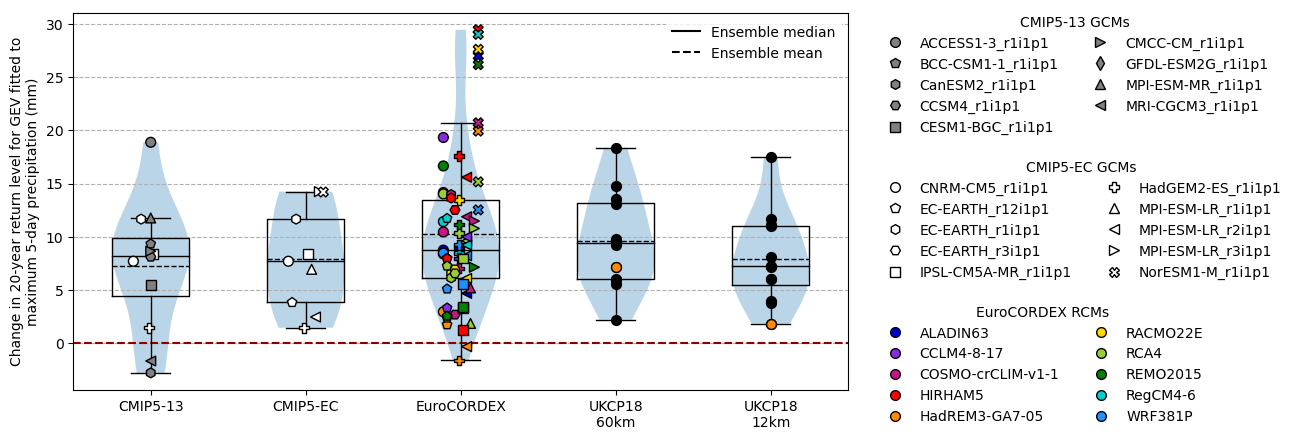 Change in 20-year return level for GEV fitted to
maximum 5-day precipitation (mm)
30
25
20
15
10
5
0
Ensemble median
Ensemble mean
CMIP5-13
CMIP5-EC
EuroCORDEX
UKCP18
60km
UKCP18
12km
CMIP5-13 GCMs
ACCESS1-3_r1i1p1
BCC-CSM1-1_r1i1p1
CanESM2_r1i1p1
CCSM4_r1i1p1
CESM1-BGC_r1i1p1
CMCC-CM_r1i1p1
GFDL-ESM2G_r1i1p1
MPI-ESM-MR_r1i1p1
MRI-CGCM3_r1i1p1
CMIP5-EC GCMs
CNRM-CM5_r1i1p1
EC-EARTH_r12i1p1
EC-EARTH_r1i1p1
EC-EARTH_r3i1p1
IPSL-CM5A-MR_r1i1p1
HadGEM2-ES_r1i1p1
MPI-ESM-LR_r1i1p1
MPI-ESM-LR_r2i1p1
MPI-ESM-LR_r3i1p1
NorESM1-M_r1i1p1
EuroCORDEX RCMs
ALADIN63
CCLM4-8-17
COSMO-crCLIM-v1-1
HIRHAM5
HadREM3-GA7-05
RACMO22E
RCA4
REMO2015
RegCM4-6
WRF381P